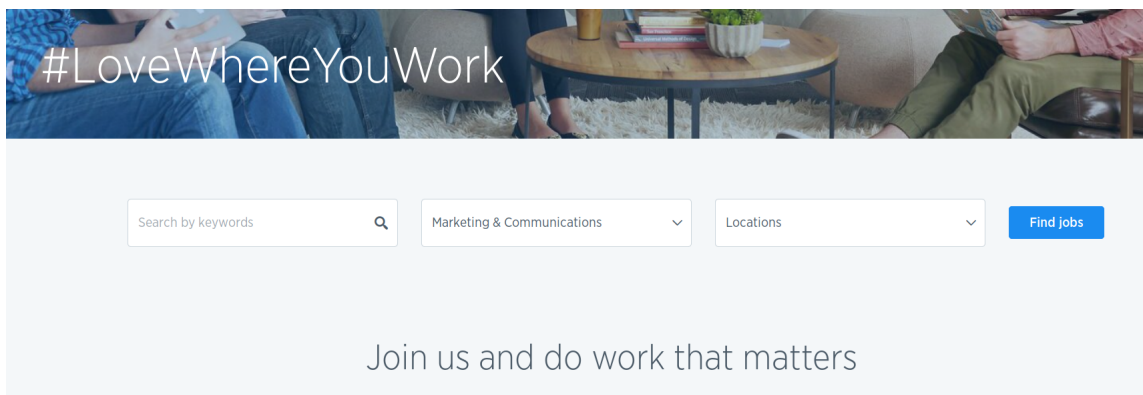 #LoveWhereYouWork
Search by keywords
Marketing & Communications
Locations
Find jobs
Join us and do work that matters